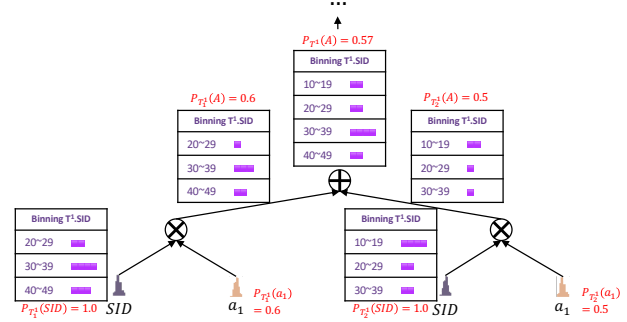 ...
P_{T^1}(A) = 0.57
Binning T¹.SID
10~19
20~29
30~39
40~49
P_{T_1^1}(A) = 0.6
Binning T¹.SID
20~29
30~39
40~49
P_{T_2^1}(A) = 0.5
Binning T¹.SID
10~19
20~29
30~39
Binning T¹.SID
20~29
30~39
40~49
P_{T_1^1}(SID) = 1.0
SID
a₁
P_{T_1^1}(a₁)
= 0.6
Binning T¹.SID
10~19
20~29
30~39
P_{T_2^1}(SID) = 1.0
SID
a₁
P_{T_2^1}(a₁)
= 0.5